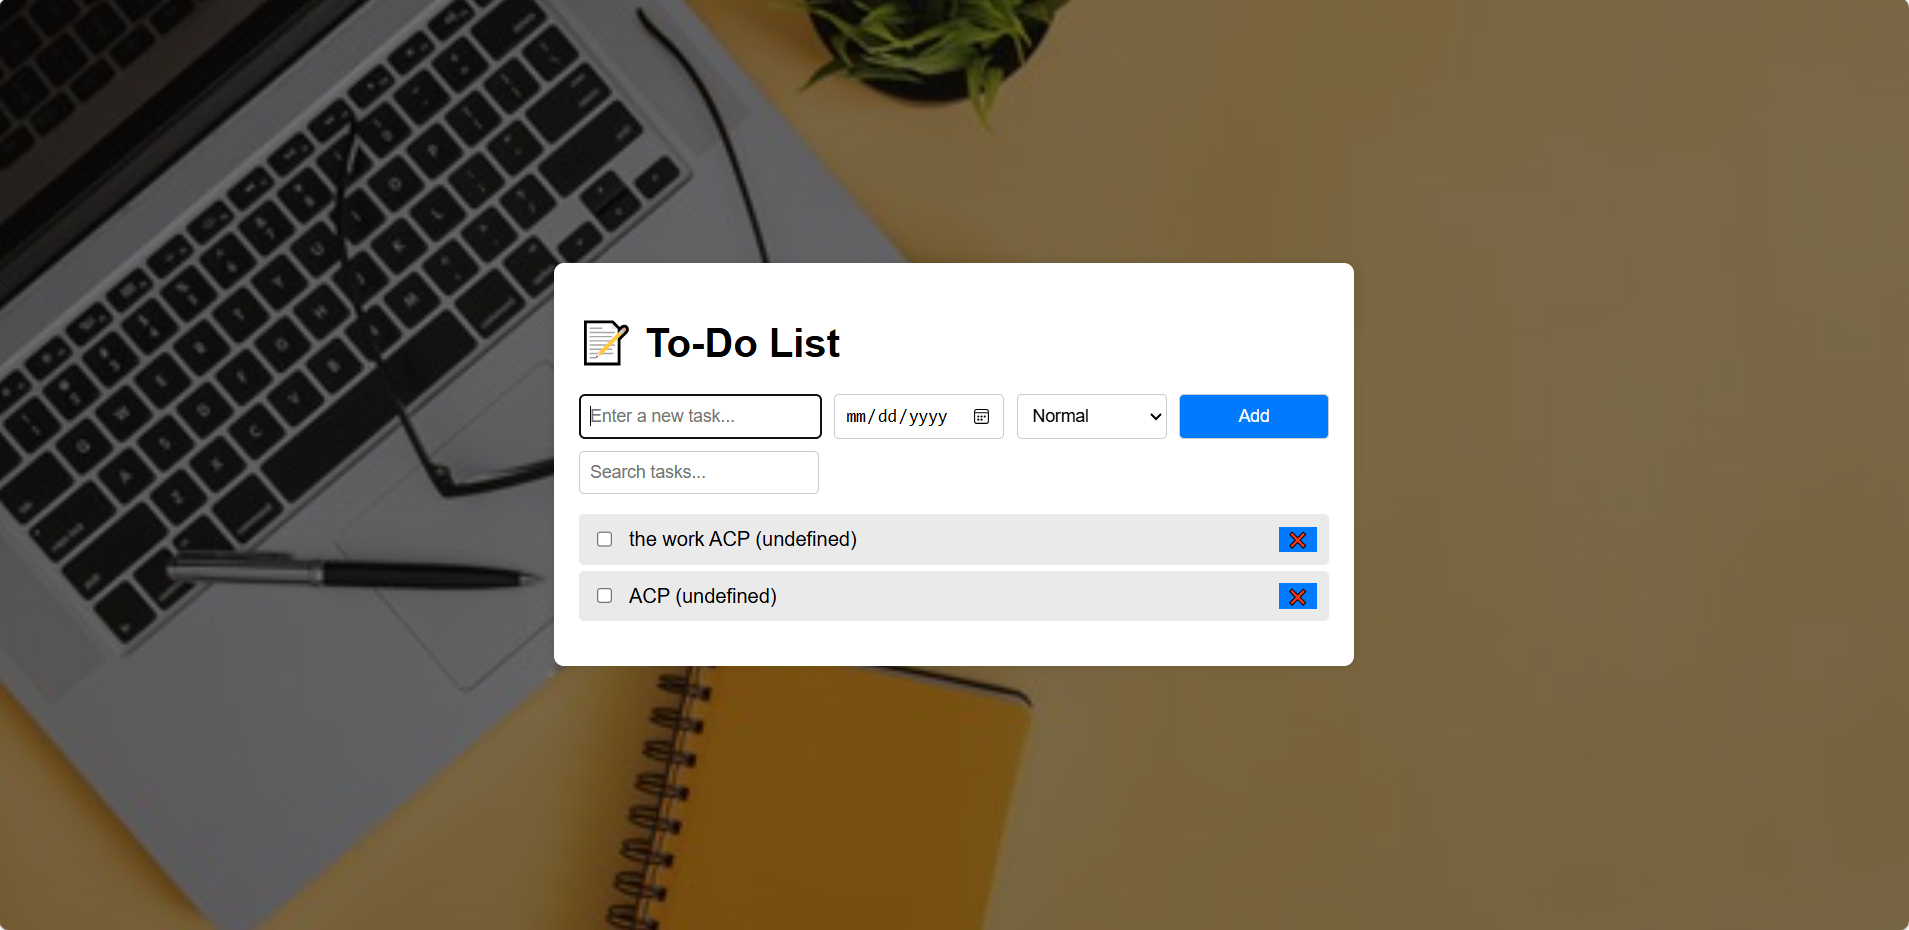 To-Do List
Enter a new task... mm/dd/yyyy Normal Add
Search tasks...
the work ACP (undefined)
ACP (undefined)